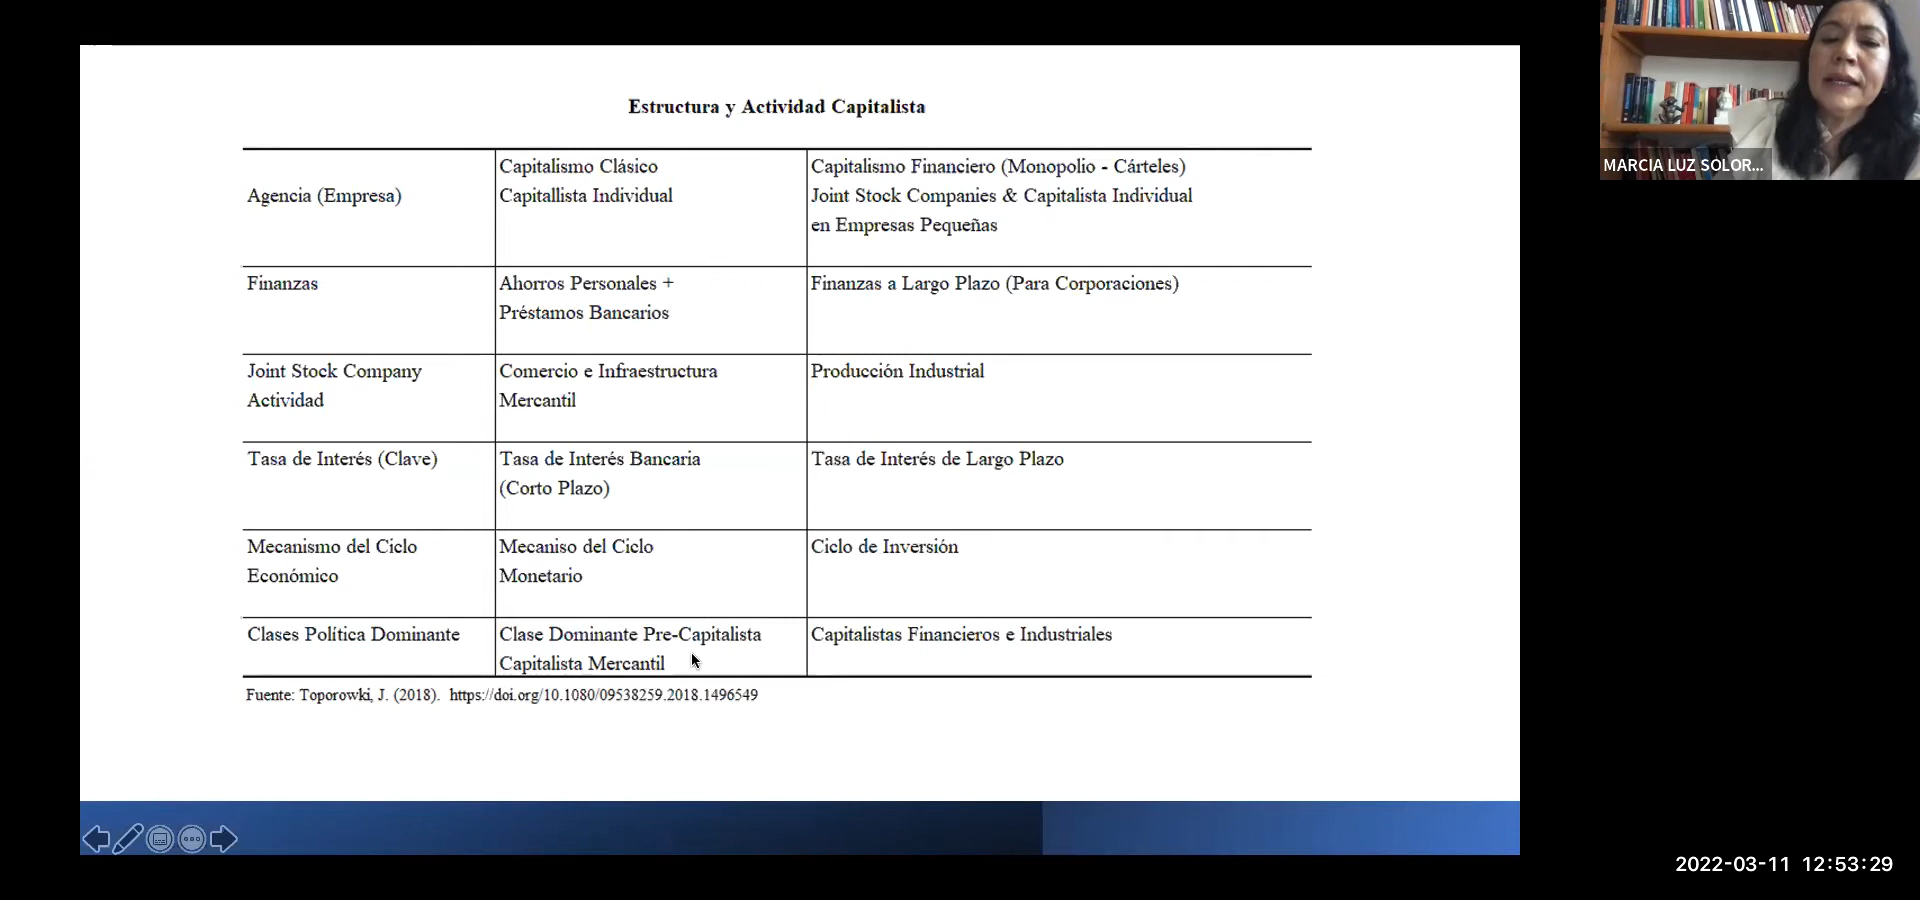 Estructura y Actividad Capitalista
Agencia (Empresa)
Capitalismo Clásico
Capitallista Individual
Capitalismo Financiero (Monopolio - Cárteles)
Joint Stock Companies & Capitalista Individual
en Empresas Pequeñas
Finanzas
Ahorros Personales +
Préstamos Bancarios
Finanzas a Largo Plazo (Para Corporaciones)
Joint Stock Company
Actividad
Comercio e Infraestructura
Mercantil
Producción Industrial
Tasa de Interés (Clave)
Tasa de Interés Bancaria
(Corto Plazo)
Tasa de Interés de Largo Plazo
Mecanismo del Ciclo
Económico
Mecaniso del Ciclo
Monetario
Ciclo de Inversión
Clases Política Dominante
Clase Dominante Pre-Capitalista
Capitalista Mercantil
Capitalistas Financieros e Industriales
Fuente: Toporowki, J. (2018). https://doi.org/10.1080/09538259.2018.1496549
MARCIA LUZ SOLOR...
2022-03-11 12:53:29